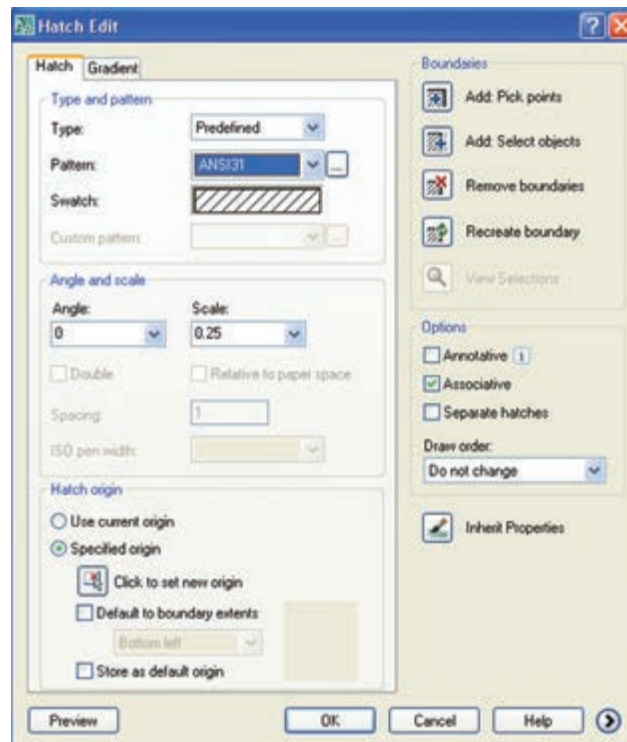 Hatch Edit
Hatch
Gradient
Type and pattern
Type:
Predefined
Pattern:
ANSI31
...
Swatch:
Custom pattern:
...
Angle and scale
Angle:
Scale:
0
0.25
Double
Relative to paper space
Spacing:
1
ISO pen width:
Hatch origin
Use current origin
Specified origin
Click to set new origin
Default to boundary extents
Bottom left
Store as default origin
Boundaries
Add: Pick points
Add: Select objects
Remove boundaries
Recreate boundary
View Selections
Options
Annotative
Associative
Separate hatches
Draw order:
Do not change
Inherit Properties
Preview
OK
Cancel
Help